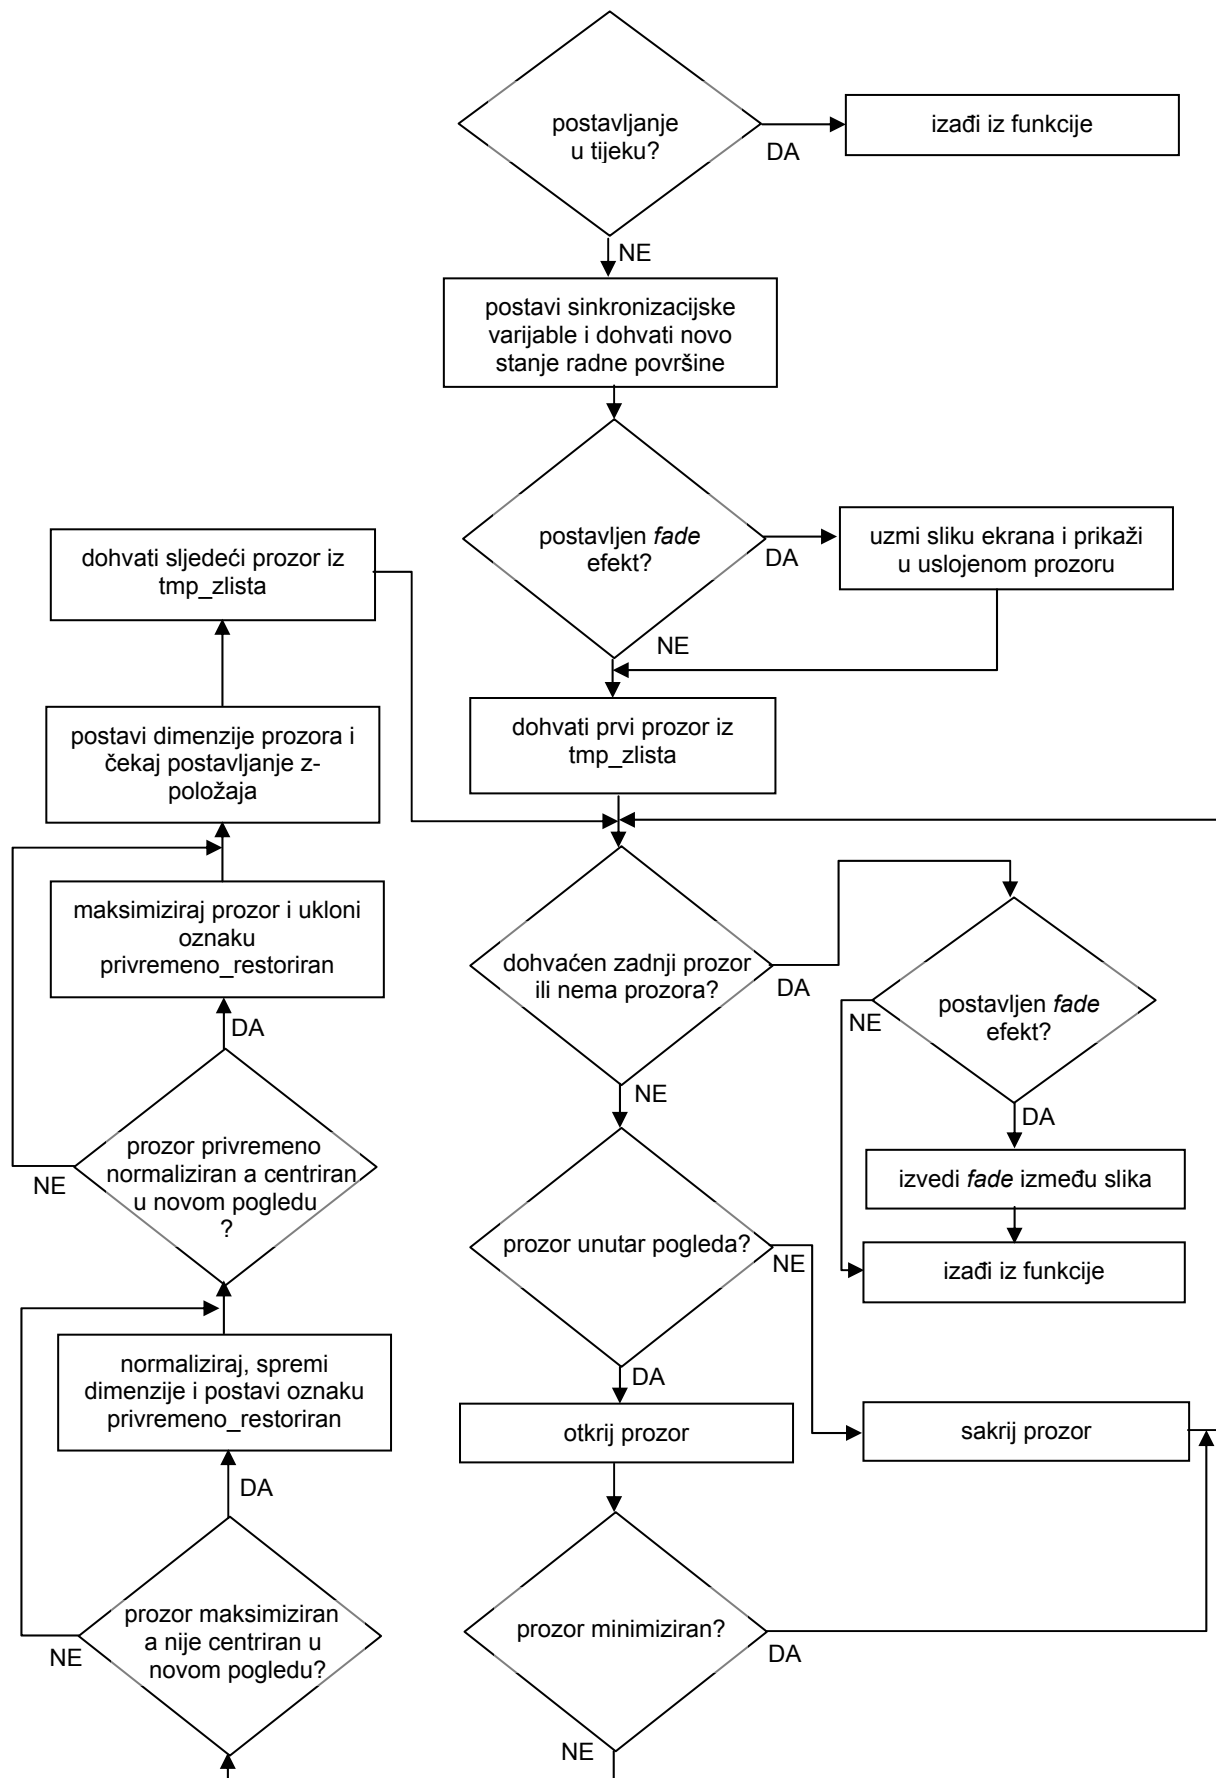 postavljanje
u tijeku?
DA
izađi iz funkcije
NE
postavi sinkronizacijske
varijable i dohvati novo
stanje radne površine
postavljen fade
efekt?
DA
uzmi sliku ekrana i prikaži
u uslojenom prozoru
NE
dohvati prvi prozor iz
tmp_zlista
dohvaćen zadnji prozor
ili nema prozora?
DA
postavljen fade
efekt?
NE
DA
izvedi fade između slika
izađi iz funkcije
NE
prozor unutar pogleda?
NE
sakrij prozor
DA
otkrij prozor
prozor minimiziran?
DA
NE
prozor maksimiziran
a nije centriran u
novom pogledu?
NE
DA
normaliziraj, spremi
dimenzije i postavi oznaku
privremeno_restoriran
prozor privremeno
normaliziran a centriran
u novom pogledu
?
NE
DA
maksimiziraj prozor i ukloni
oznaku
privremeno_restoriran
postavi dimenzije prozora i
čekaj postavljanje z-
položaja
dohvati sljedeći prozor iz
tmp_zlista